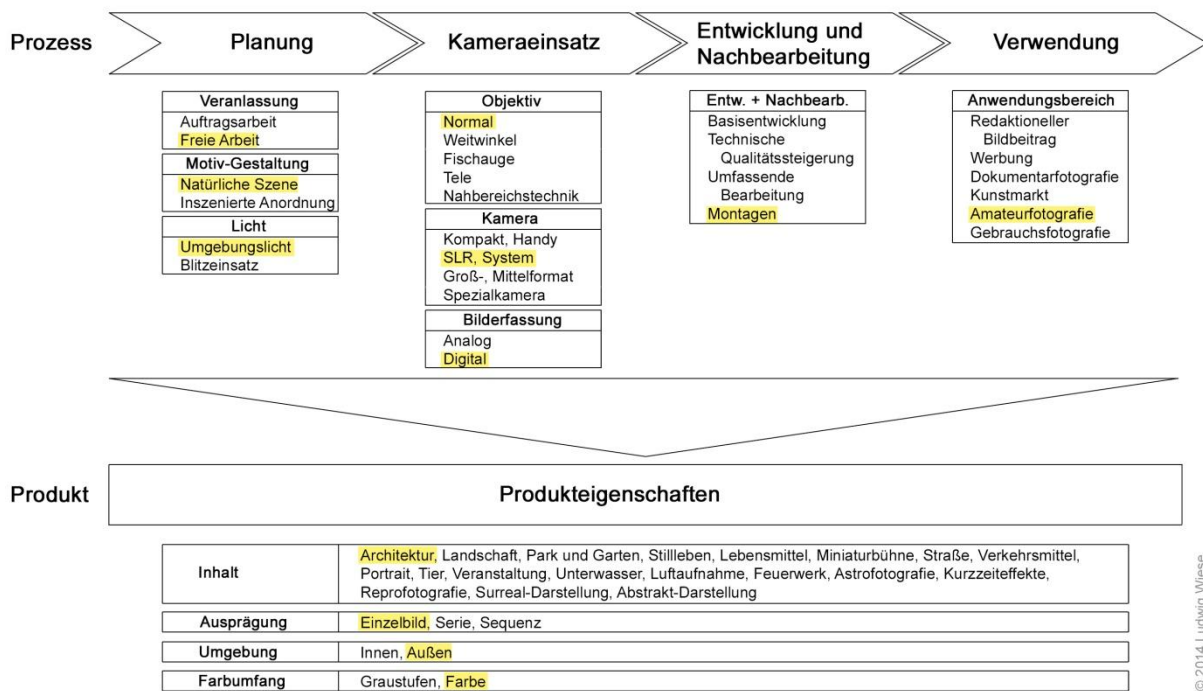 Prozess
Planung
Kameraeinsatz
Entwicklung und
Nachbearbeitung
Verwendung
Veranlassung
Auftragsarbeit
Freie Arbeit
Motiv-Gestaltung
Natürliche Szene
Inszenierte Anordnung
Licht
Umgebungslicht
Blitzeinsatz
Objektiv
Normal
Weitwinkel
Fischauge
Tele
Nahbereichstechnik
Kamera
Kompakt, Handy
SLR, System
Groß-, Mittelformat
Spezialkamera
Bilderfassung
Analog
Digital
Entw. + Nachbearb.
Basisentwicklung
Technische
Qualitätssteigerung
Umfassende
Bearbeitung
Montagen
Anwendungsbereich
Redaktioneller
Bildbeitrag
Werbung
Dokumentarfotografie
Kunstmarkt
Amateurfotografie
Gebrauchsfotografie
Produkt
Produkteigenschaften
Inhalt
Architektur, Landschaft, Park und Garten, Stillleben, Lebensmittel, Miniaturbühne, Straße, Verkehrsmittel,
Portrait, Tier, Veranstaltung, Unterwasser, Luftaufnahme, Feuerwerk, Astrofotografie, Kurzzeiteffekte,
Reprofotografie, Surreal-Darstellung, Abstrakt-Darstellung
Ausprägung
Einzelbild, Serie, Sequenz
Umgebung
Innen, Außen
Farbumfang
Graustufen, Farbe
© 2014 Ludwig Wiese